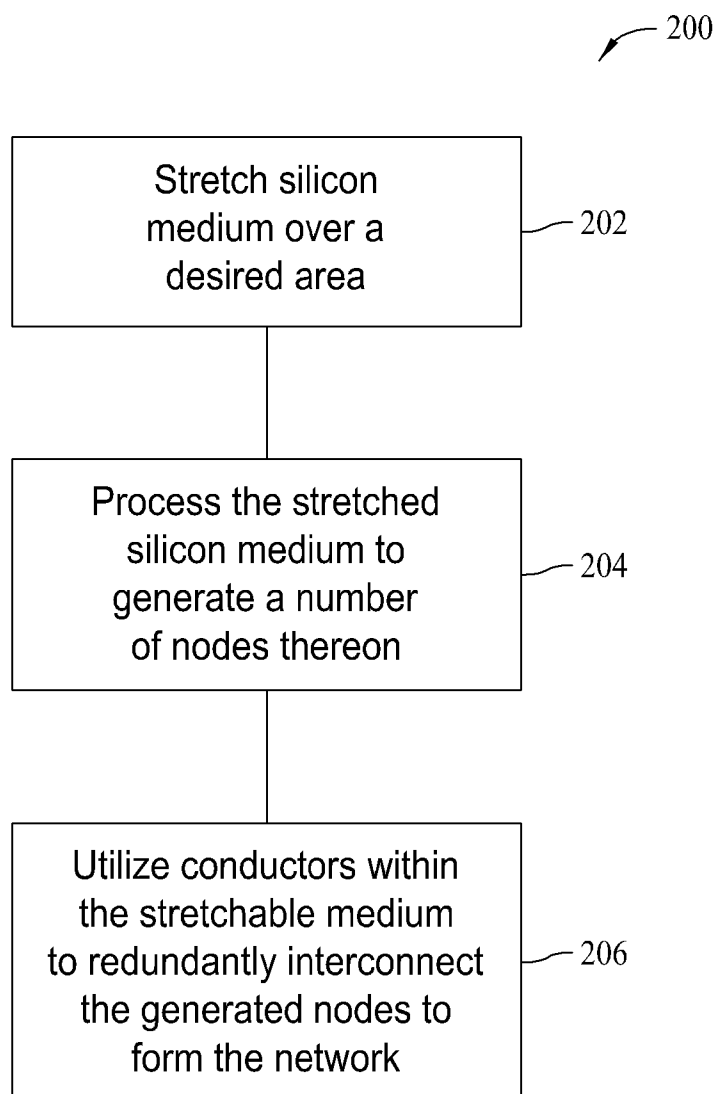 200
Stretch silicon
medium over a
desired area
202
Process the stretched
silicon medium to
generate a number
of nodes thereon
204
Utilize conductors within
the stretchable medium
to redundantly interconnect
the generated nodes to
form the network
206